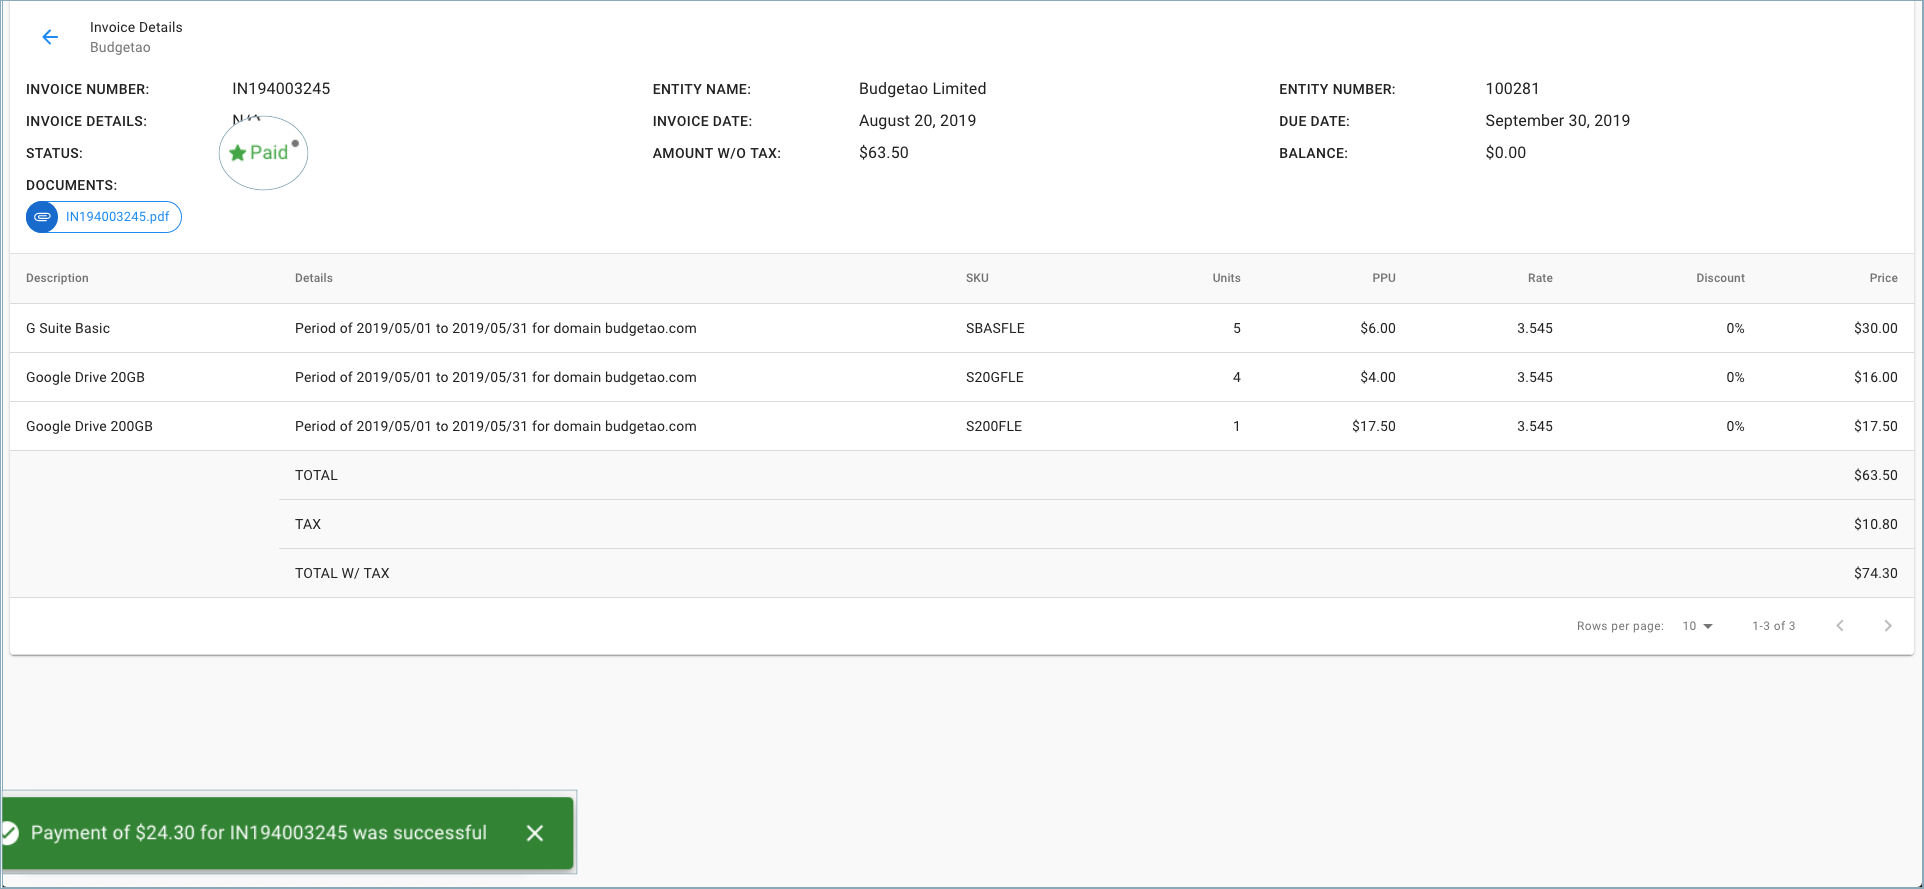 Invoice Details
Budgetao
INVOICE NUMBER: IN194003245 ENTITY NAME: Budgetao Limited ENTITY NUMBER: 100281
INVOICE DETAILS: INVOICE DATE: August 20, 2019 DUE DATE: September 30, 2019
STATUS: Paid AMOUNT W/O TAX: $63.50 BALANCE: $0.00
DOCUMENTS:
IN194003245.pdf
Description Details SKU Units PPU Rate Discount Price
G Suite Basic Period of 2019/05/01 to 2019/05/31 for domain budgetao.com SBASFLE 5 $6.00 3.545 0% $30.00
Google Drive 20GB Period of 2019/05/01 to 2019/05/31 for domain budgetao.com S20GFLE 4 $4.00 3.545 0% $16.00
Google Drive 200GB Period of 2019/05/01 to 2019/05/31 for domain budgetao.com S200FLE 1 $17.50 3.545 0% $17.50
TOTAL $63.50
TAX $10.80
TOTAL W/ TAX $74.30
Rows per page: 10 1-3 of 3
Payment of $24.30 for IN194003245 was successful